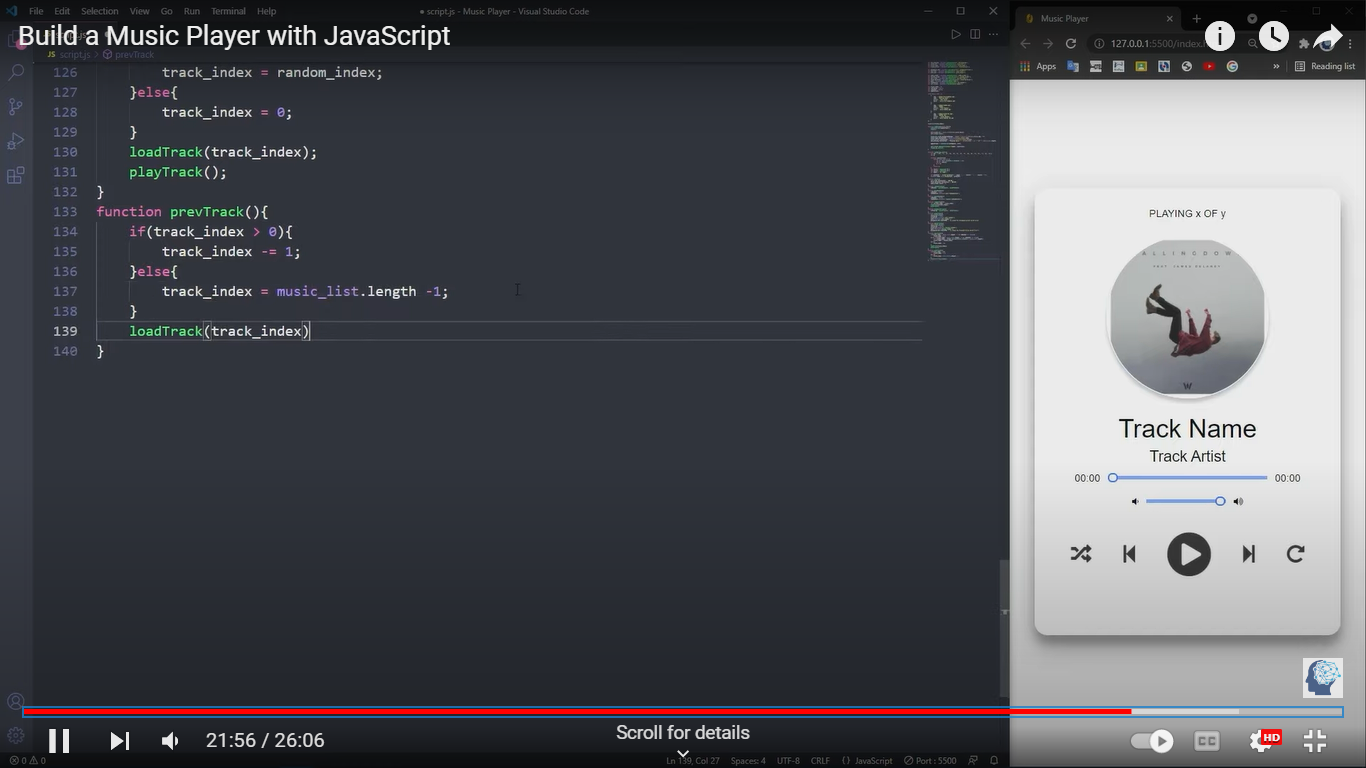 File Edit Selection View Go Run Terminal Help
● script.js - Music Player - Visual Studio Code
Music Player
Build a Music Player with JavaScript
127.0.0.1:5500/index.
script.js > prevTrack
Apps
Reading list
126 track_index = random_index;
127 }else{
128 track_index = 0;
129 }
130 loadTrack(track_index);
131 playTrack();
132 }
133 function prevTrack(){
134 if(track_index > 0){
135 track_index -= 1;
136 }else{
137 track_index = music_list.length -1;
138 }
139 loadTrack(track_index)
140 }
PLAYING x OF y
ALLINGDOW
FEAT. JAMES DELANEY
W
Track Name
Track Artist
00:00 00:00
21:56 / 26:06
Scroll for details
CC
HD
0 0
Ln 139, Col 27 Spaces: 4 UTF-8 CRLF {} JavaScript Port : 5500